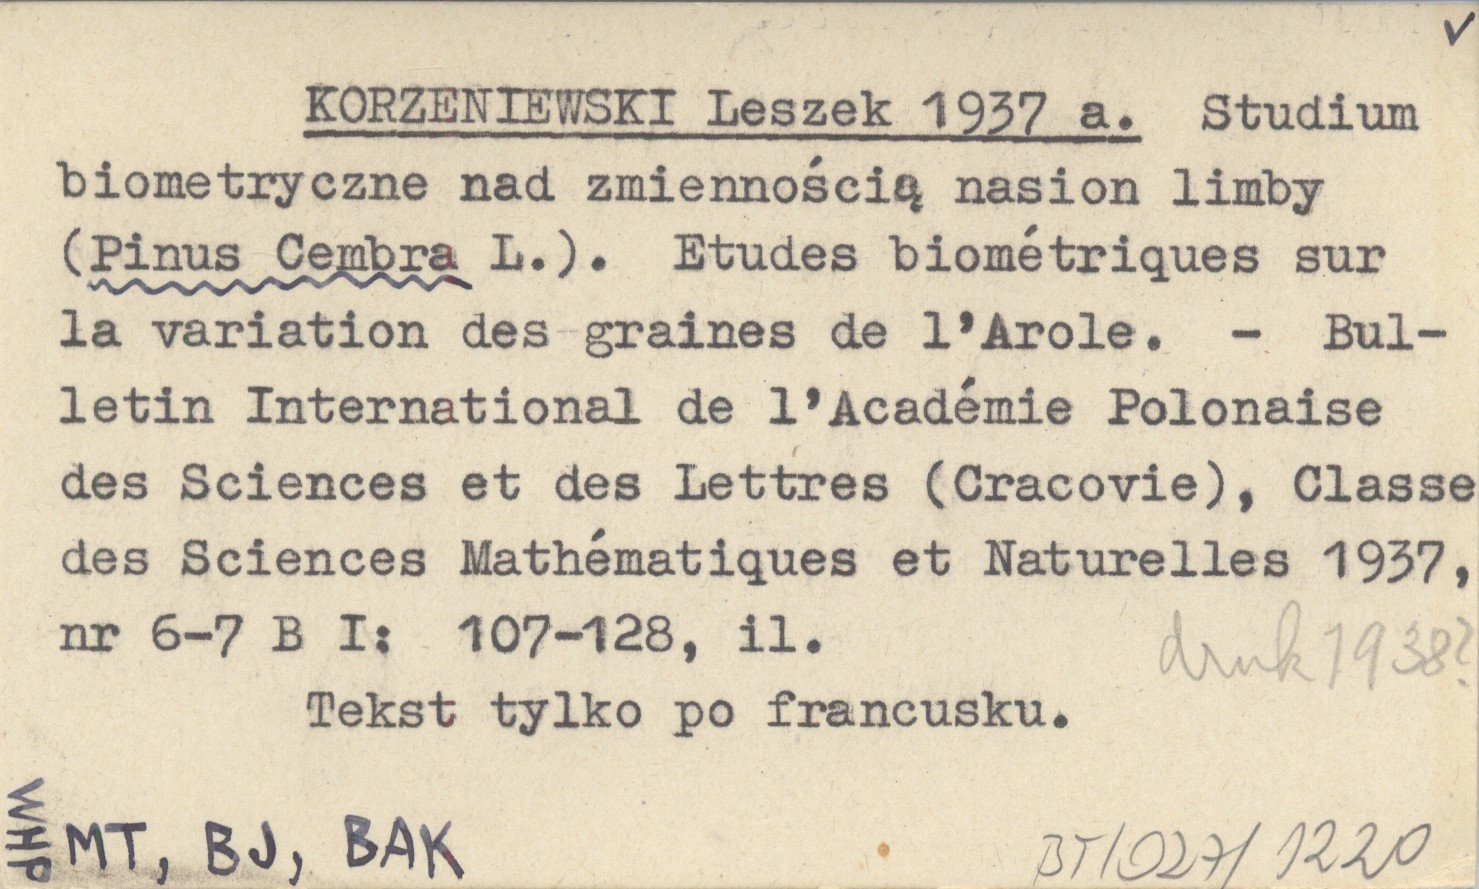 KORZENIEWSKI Leszek 1937 a. Studium
biometryczne nad zmiennością nasion limby
(Pinus Cembra L.). Etudes biométriques sur
la variation des graines de l'Arole. - Bul-
letin International de l'Académie Polonaise
des Sciences et des Lettres (Cracovie), Classe
des Sciences Mathématiques et Naturelles 1937,
nr 6-7 B I: 107-128, il.
druk 1938?
Tekst tylko po francusku.
WHP
MT, BJ, BAK
BT/027/1220